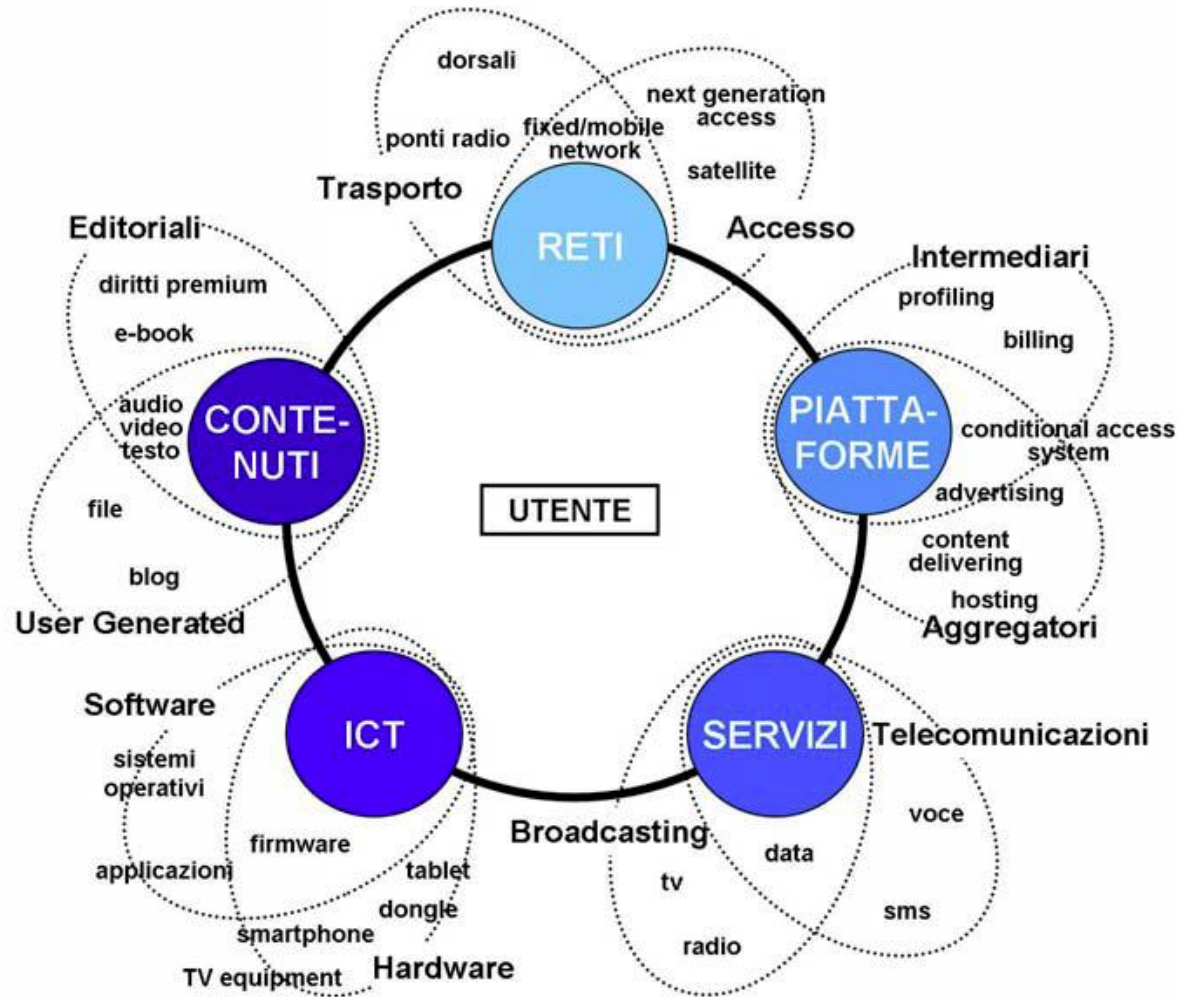 dorsali
next generation
access
fixed/mobile
network
ponti radio
satellite
Trasporto
Accesso
RETI
Editoriali
diritti premium
e-book
audio
video
testo
CONTE-
NUTI
file
blog
User Generated
Intermediari
profiling
billing
PIATTA-
FORME
conditional access
system
advertising
content
delivering
hosting
Aggregatori
UTENTE
Software
sistemi
operativi
ICT
firmware
applicazioni
tablet
dongle
smartphone
TV equipment
Hardware
SERVIZI
Telecomunicazioni
Broadcasting
voce
data
tv
sms
radio